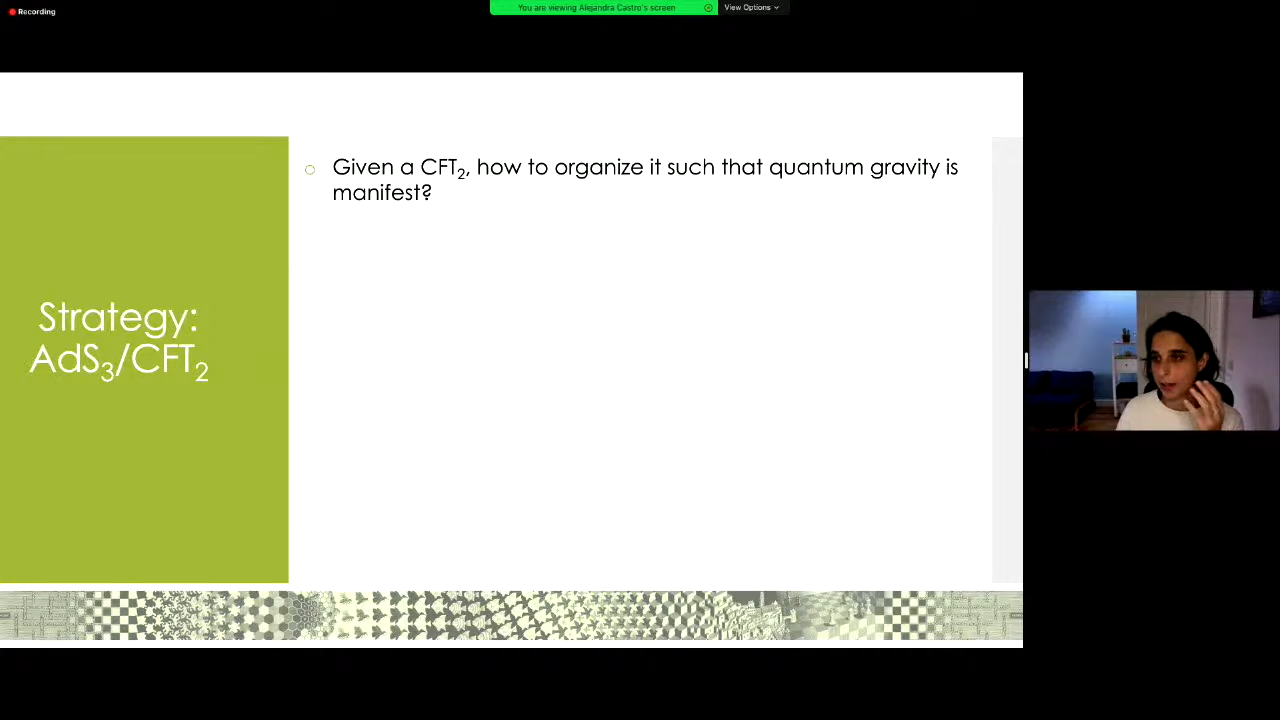 Recording
You are viewing Alejandra Castro's screen
View Options
Given a CFT₂, how to organize it such that quantum gravity is
manifest?
Strategy:
AdS₃/CFT₂